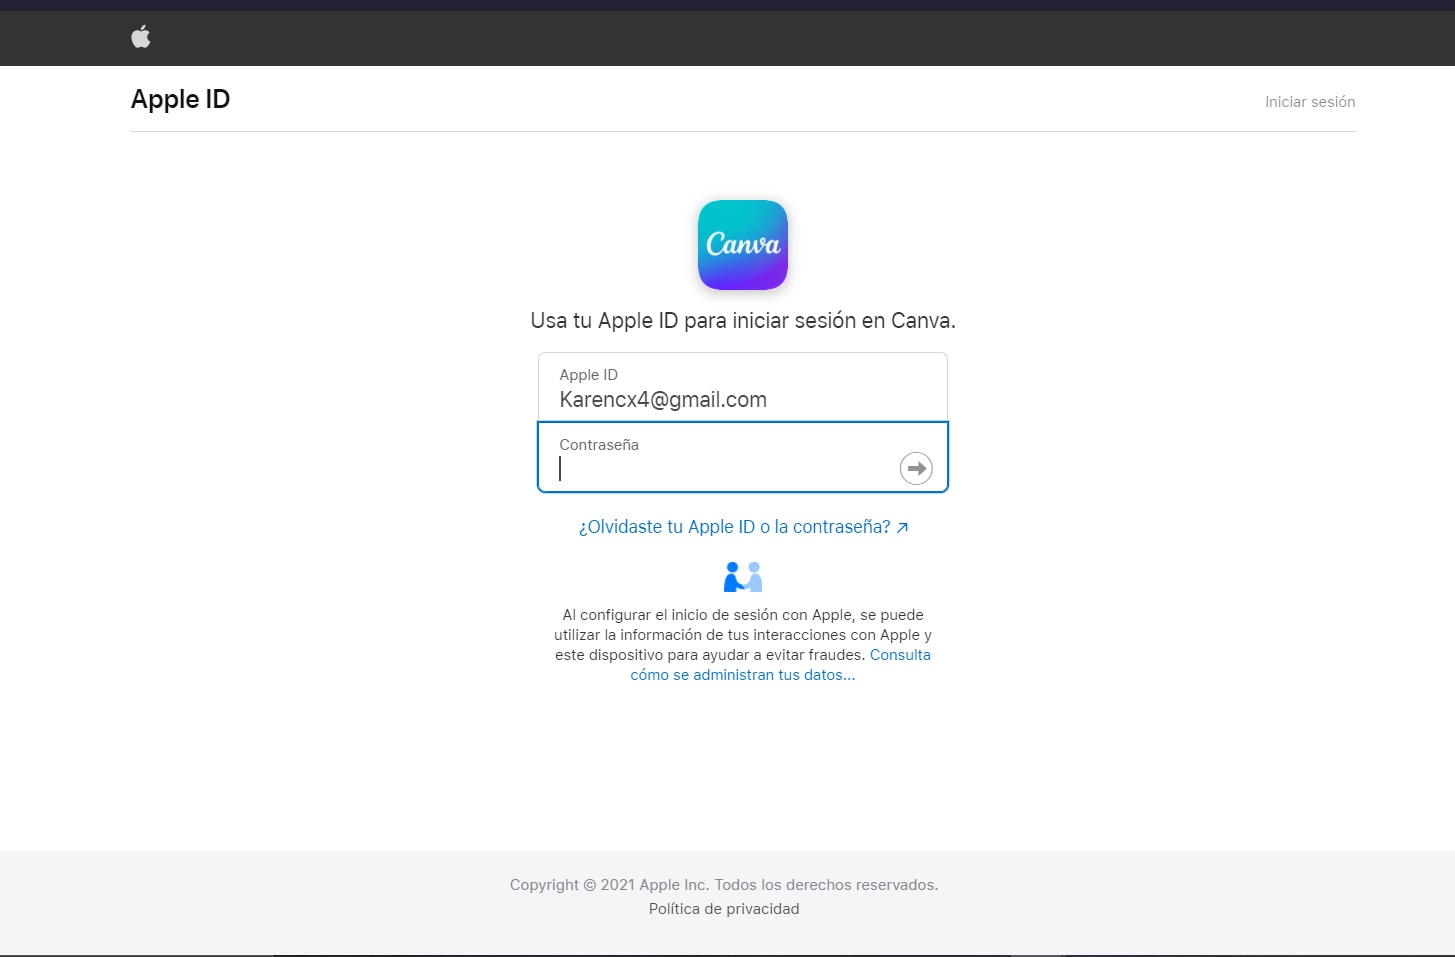 Apple ID
Iniciar sesión
Canva
Usa tu Apple ID para iniciar sesión en Canva.
Apple ID
Karencx4@gmail.com
Contraseña
¿Olvidaste tu Apple ID o la contraseña? ↗
Al configurar el inicio de sesión con Apple, se puede
utilizar la información de tus interacciones con Apple y
este dispositivo para ayudar a evitar fraudes. Consulta
cómo se administran tus datos...
Copyright © 2021 Apple Inc. Todos los derechos reservados.
Política de privacidad